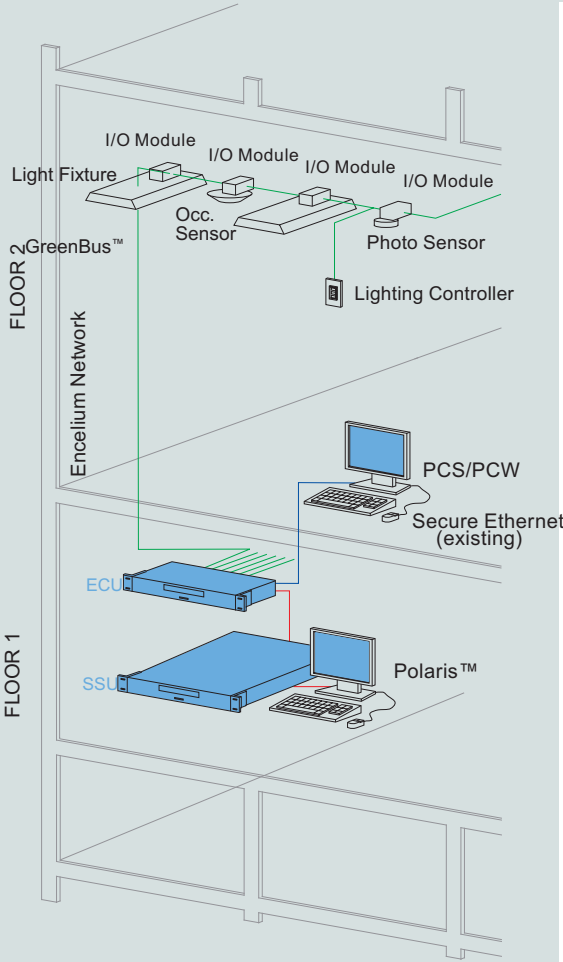 I/O Module
I/O Module
I/O Module
I/O Module
Light Fixture
Occ.
Sensor
Photo Sensor
GreenBus™
Lighting Controller
FLOOR 2
Encelium Network
PCS/PCW
Secure Ethernet
(existing)
ECU
SSU
Polaris™
FLOOR 1